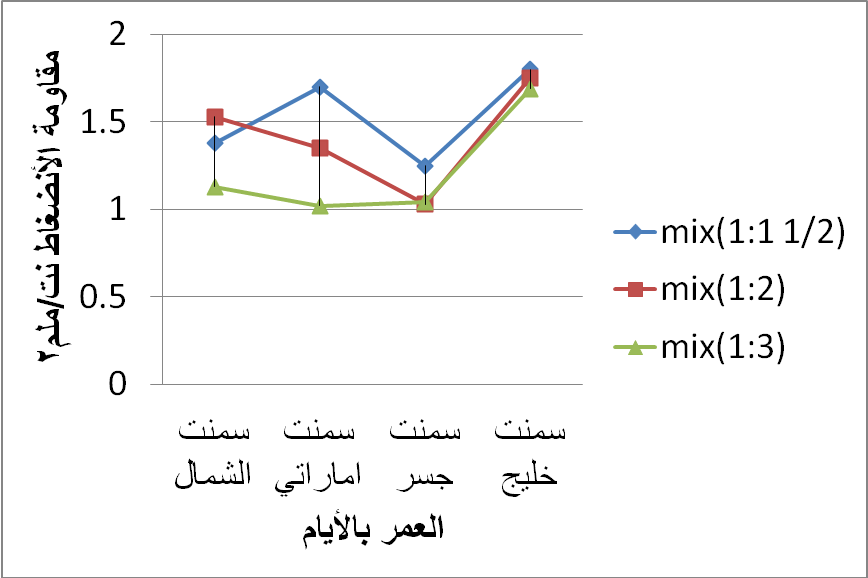 مقاومة الأنضغاط نت/ملم٢
2
1.5
1
0.5
0
سمنت الشمال
سمنت اماراتي
سمنت جسر
سمنت خليج
العمر بالأيام
mix(1:1 1/2)
mix(1:2)
mix(1:3)